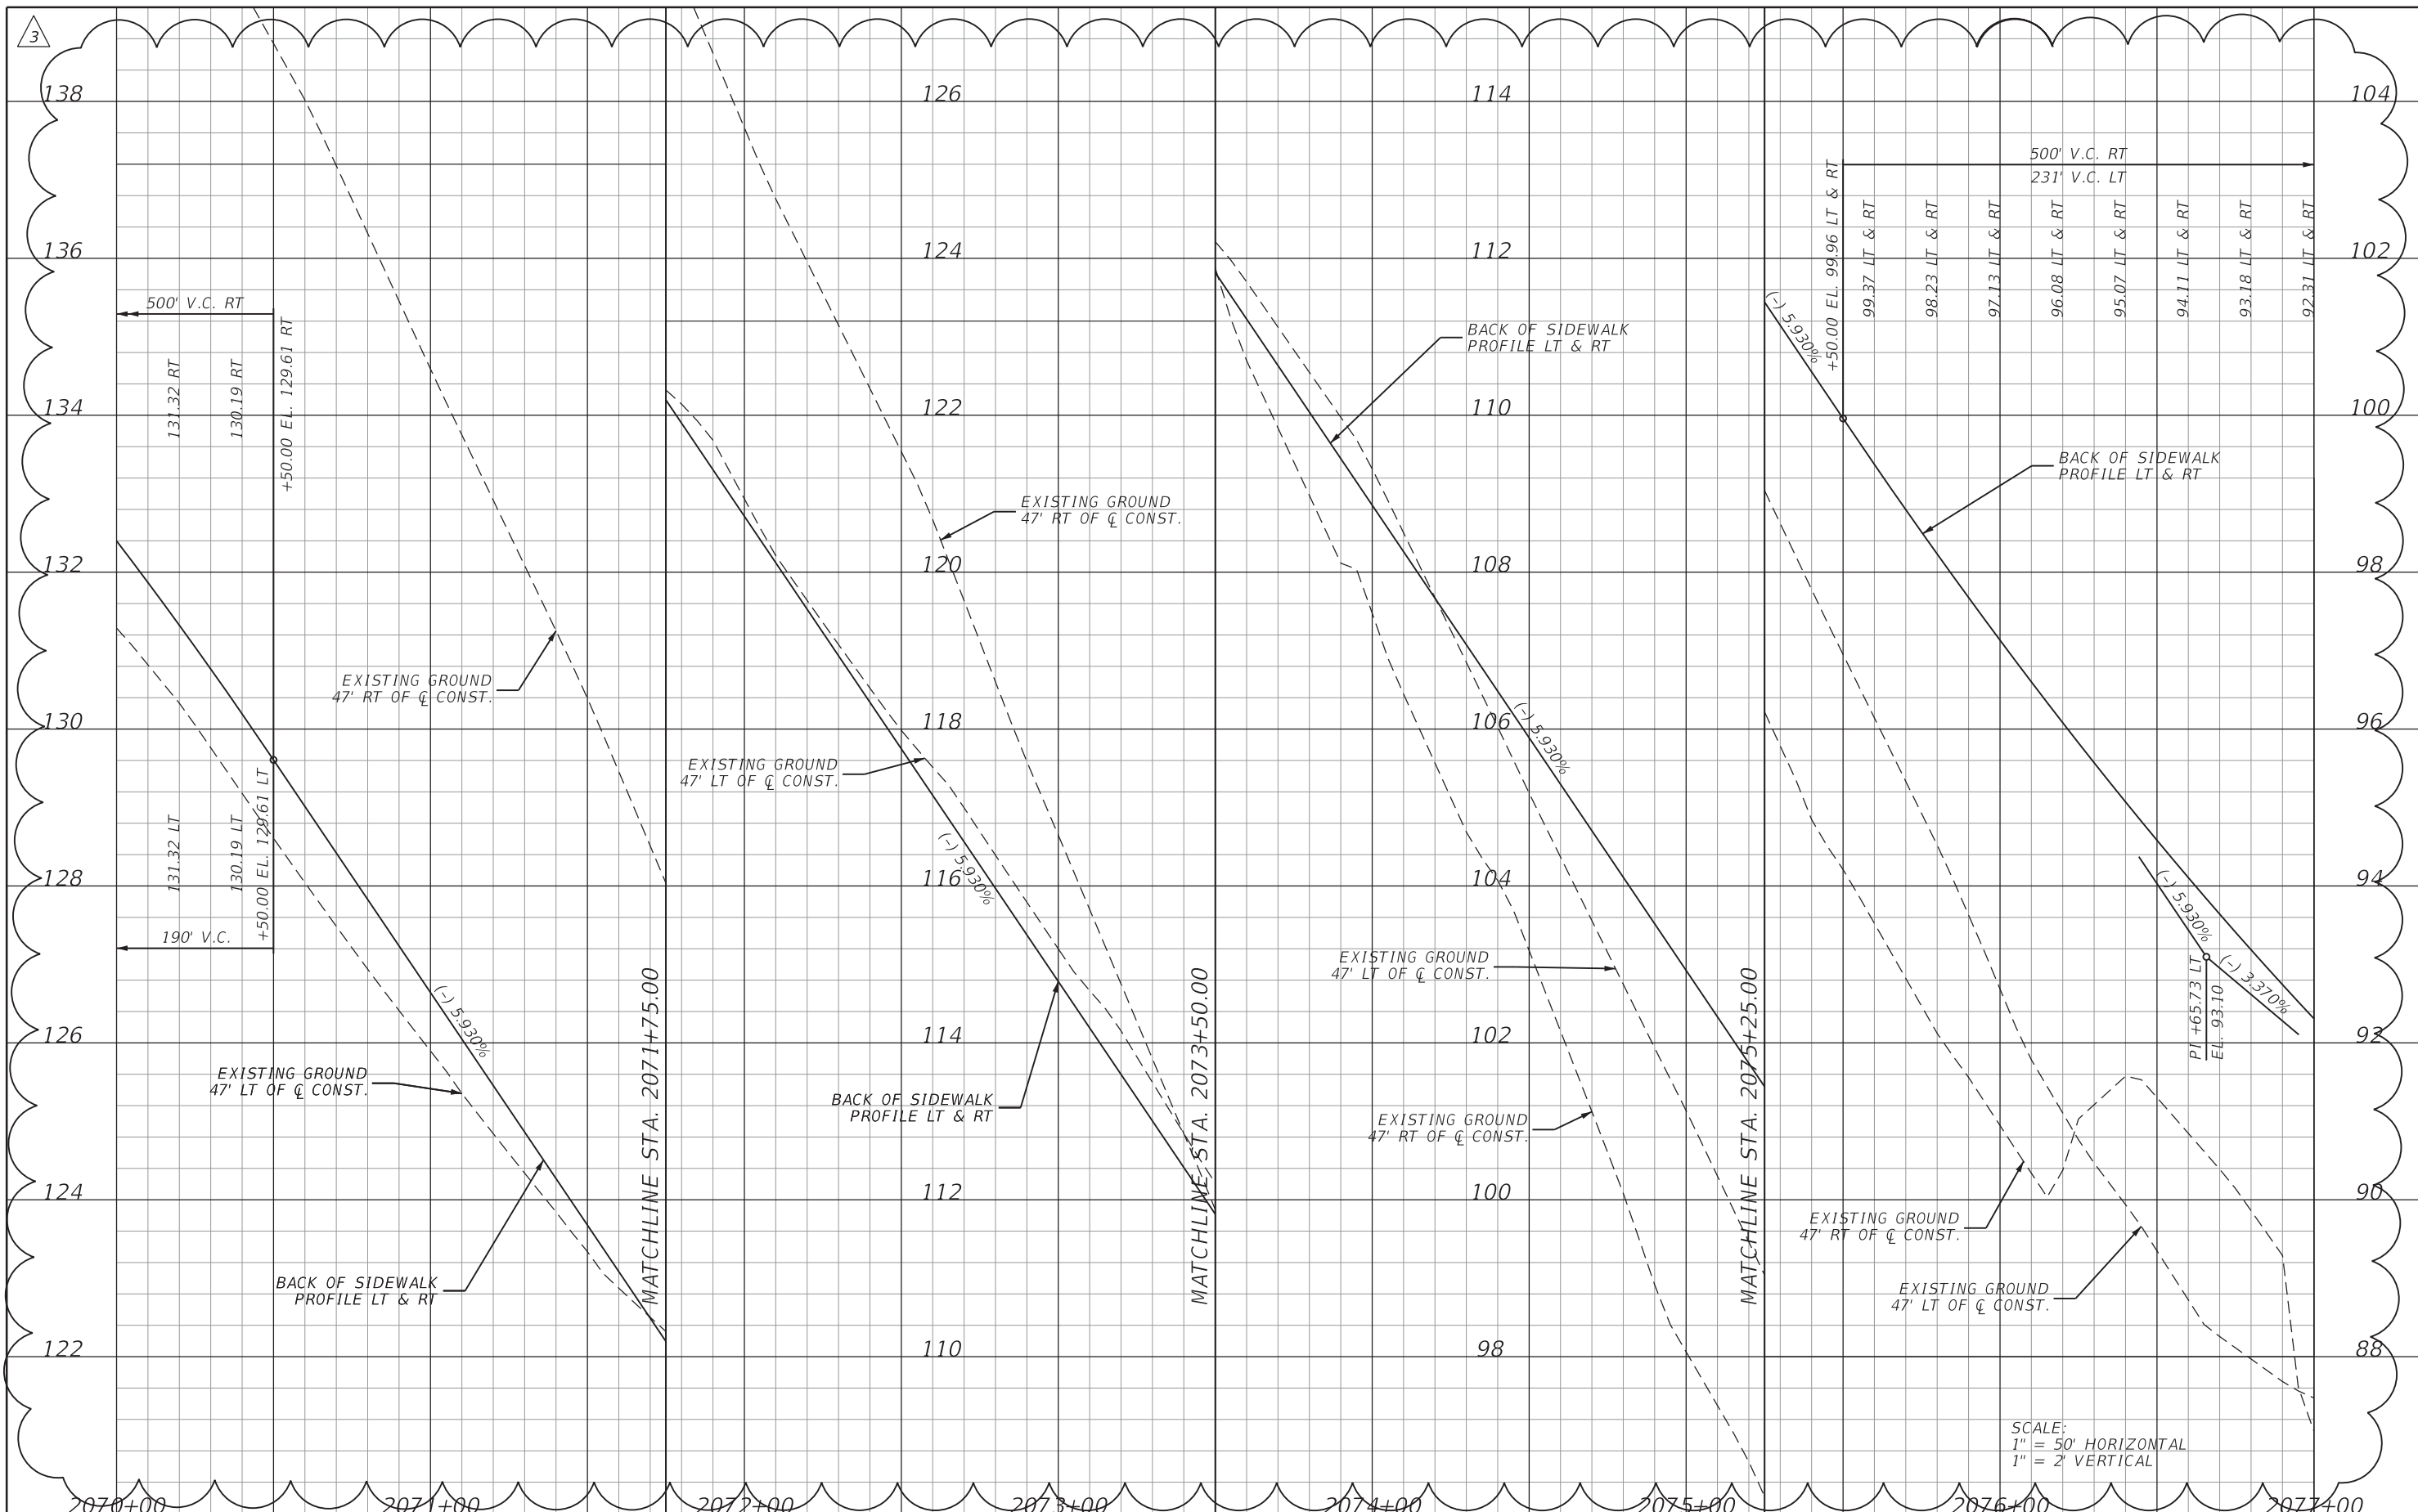 3
138
136
134
132
130
128
126
124
122
500' V.C. RT
131.32 RT
130.19 RT
+50.00 EL. 129.61 RT
131.32 LT
130.19 LT
+50.00 EL. 129.61 LT
190' V.C.
EXISTING GROUND
47' RT OF ℄ CONST.
(-) 5.930%
EXISTING GROUND
47' LT OF ℄ CONST.
BACK OF SIDEWALK
PROFILE LT & RT
MATCHLINE STA. 2071+75.00
126
124
122
120
118
116
114
112
110
EXISTING GROUND
47' RT OF ℄ CONST.
EXISTING GROUND
47' LT OF ℄ CONST.
(-) 5.930%
BACK OF SIDEWALK
PROFILE LT & RT
MATCHLINE STA. 2073+50.00
114
112
110
108
106
104
102
100
98
BACK OF SIDEWALK
PROFILE LT & RT
(-) 5.930%
EXISTING GROUND
47' LT OF ℄ CONST.
EXISTING GROUND
47' RT OF ℄ CONST.
MATCHLINE STA. 2075+25.00
(-) 5.930%
+50.00 EL. 99.96 LT & RT
500' V.C. RT
231' V.C. LT
99.37 LT & RT
98.23 LT & RT
97.13 LT & RT
96.08 LT & RT
95.07 LT & RT
94.11 LT & RT
93.18 LT & RT
92.31 LT & RT
BACK OF SIDEWALK
PROFILE LT & RT
(-) 5.930%
(-) 3.370%
PI +65.73 LT
EL. 93.10
EXISTING GROUND
47' RT OF ℄ CONST.
EXISTING GROUND
47' LT OF ℄ CONST.
104
102
100
98
96
94
92
90
88
SCALE:
1" = 50' HORIZONTAL
1" = 2' VERTICAL
2070+00
2071+00
2072+00
2073+00
2074+00
2075+00
2076+00
2077+00